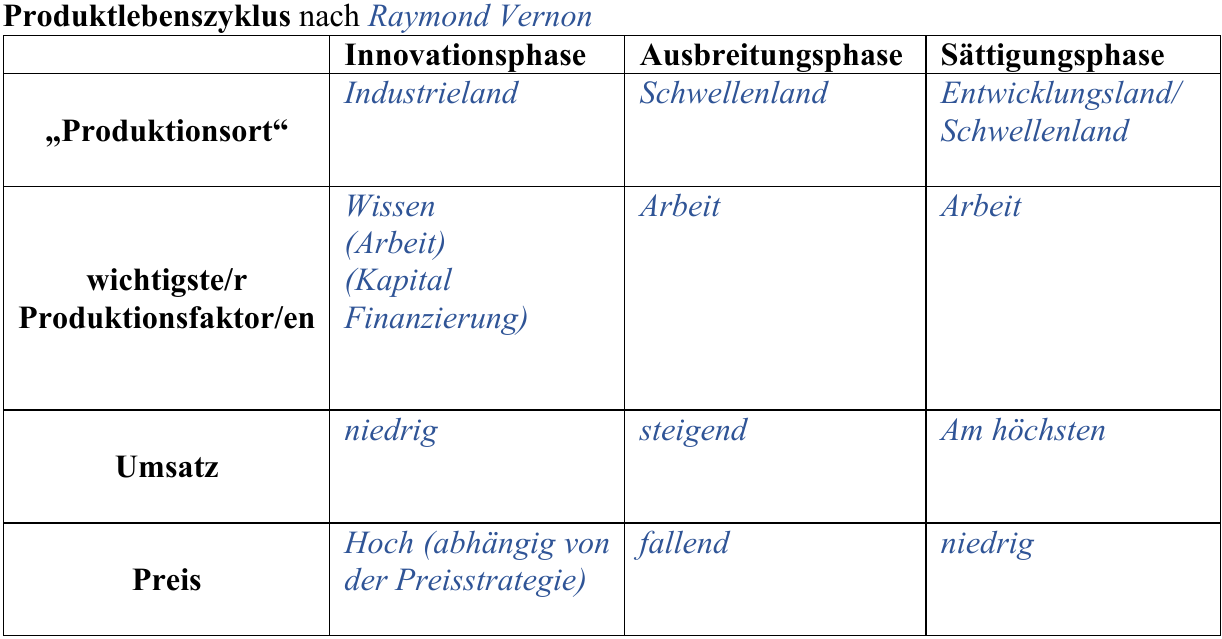 Produktlebenszyklus nach Raymond Vernon
Innovationsphase Ausbreitungsphase Sättigungsphase
„Produktionsort“
Industrieland
Schwellenland
Entwicklungsland/
Schwellenland
wichtigste/r
Produktionsfaktor/en
Wissen
(Arbeit)
(Kapital
Finanzierung)
Arbeit
Arbeit
Umsatz
niedrig
steigend
Am höchsten
Preis
Hoch (abhängig von
der Preisstrategie)
fallend
niedrig